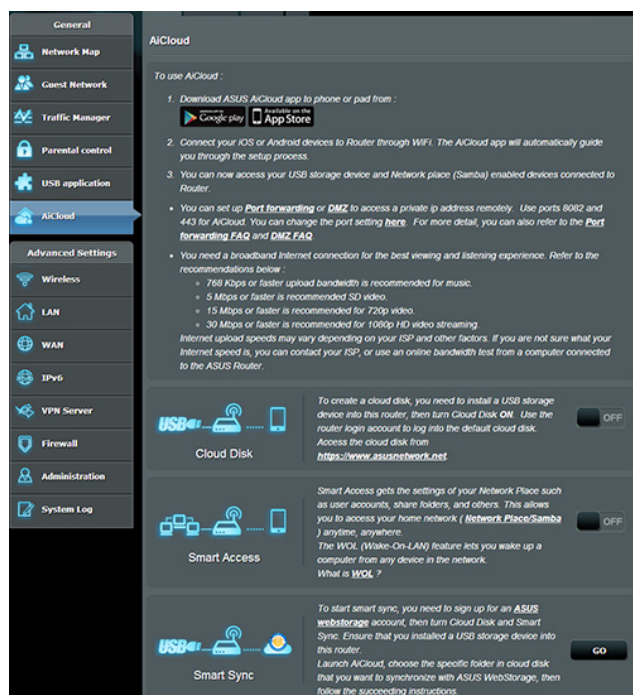 General
Network Map
Guest Network
Traffic Manager
Parental control
USB application
AiCloud
Advanced Settings
Wireless
LAN
WAN
IPv6
VPN Server
Firewall
Administration
System Log
AiCloud
To use AiCloud :
1. Download ASUS AiCloud app to phone or pad from :
ANDROID APP ON
Google play
Available on the
App Store
2. Connect your iOS or Android devices to Router through WiFi. The AiCloud app will automatically guide
you through the setup process.
3. You can now access your USB storage device and Network place (Samba) enabled devices connected to
Router.
• You can set up Port forwarding or DMZ to access a private ip address remotely. Use ports 8082 and
443 for AiCloud. You can change the port setting here. For more detail, you can also refer to the Port
forwarding FAQ and DMZ FAQ.
• You need a broadband Internet connection for the best viewing and listening experience. Refer to the
recommendations below :
◦ 768 Kbps or faster upload bandwidth is recommended for music.
◦ 5 Mbps or faster is recommended SD video.
◦ 15 Mbps or faster is recommended for 720p video.
◦ 30 Mbps or faster is recommended for 1080p HD video streaming.
Internet upload speeds may vary depending on your ISP and other factors. If you are not sure what your
Internet speed is, you can contact your ISP, or use an online bandwidth test from a computer connected
to the ASUS Router.
USB
Cloud Disk
To create a cloud disk, you need to install a USB storage
device into this router, then turn Cloud Disk ON. Use the
router login account to log into the default cloud disk.
Access the cloud disk from
https://www.asusnetwork.net
OFF
Smart Access
Smart Access gets the settings of your Network Place such
as user accounts, share folders, and others. This allows
you to access your home network ( Network Place/Samba
) anytime, anywhere.
The WOL (Wake-On-LAN) feature lets you wake up a
computer from any device in the network.
What is WOL ?
OFF
USB
Smart Sync
To start smart sync, you need to sign up for an ASUS
webstorage account, then turn Cloud Disk and Smart
Sync. Ensure that you installed a USB storage device into
this router.
Launch AiCloud, choose the specific folder in cloud disk
that you want to synchronize with ASUS WebStorage, then
follow the succeeding instructions.
GO